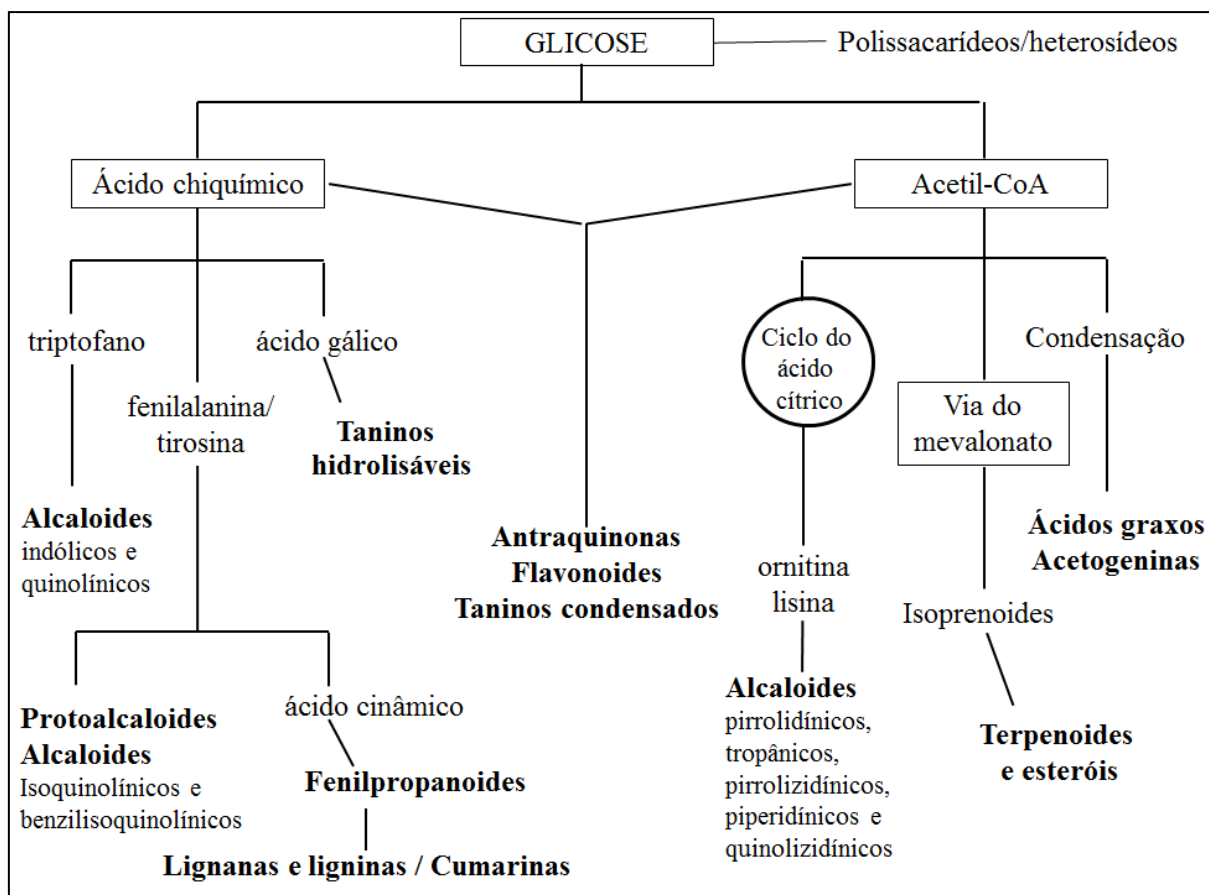 GLICOSE
Polissacarídeos/heterosídeos
Ácido chiquímico
Acetil-CoA
triptofano
ácido gálico
fenilalanina/
tirosina
Taninos
hidrolisáveis
Ciclo do
ácido
cítrico
Via do
mevalonato
Condensação
Alcaloides
indólicos e
quinolínicos
Antraquinonas
Flavonoides
Taninos condensados
ornitina
lisina
Isoprenoides
Ácidos graxos
Acetogeninas
Protoalcaloides
Alcaloides
Isoquinolínicos e
benzilisoquinolínicos
ácido cinâmico
Fenilpropanoides
Lignanas e ligninas / Cumarinas
Alcaloides
pirrolidínicos,
tropânicos,
pirrolizidínicos,
piperidínicos e
quinolizidínicos
Terpenoides
e esteróis